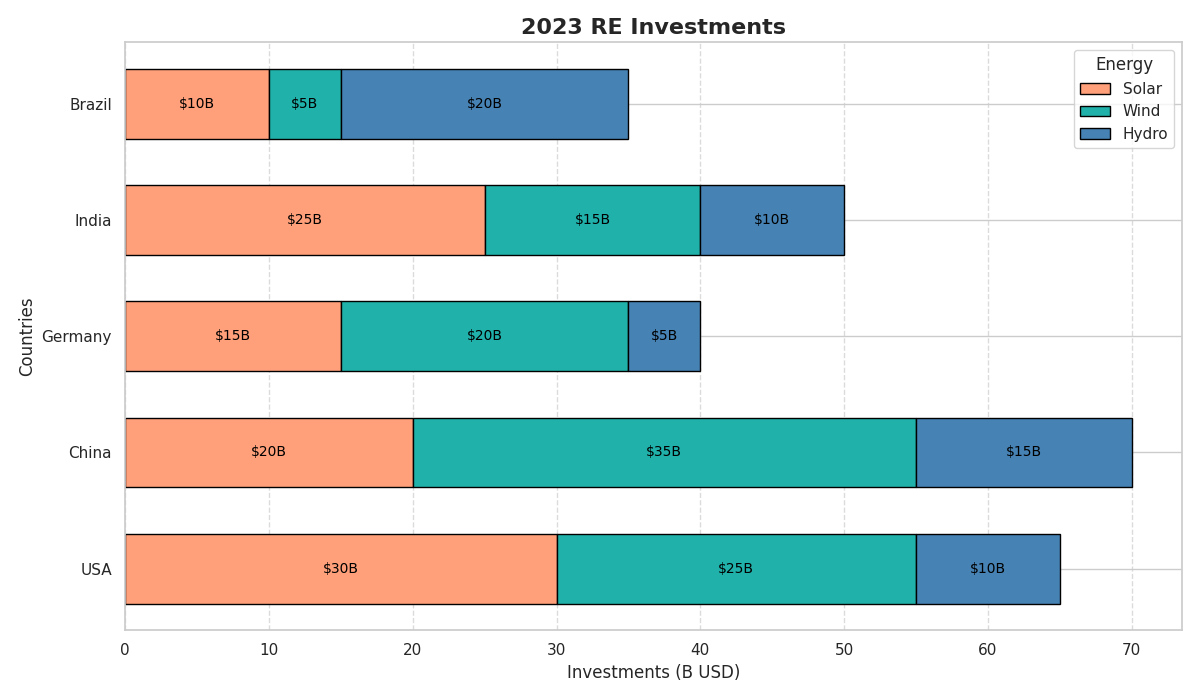 2023 RE Investments
Energy
Solar
Wind
Hydro
Brazil
$10B
$5B
$20B
India
$25B
$15B
$10B
Germany
$15B
$20B
$5B
China
$20B
$35B
$15B
USA
$30B
$25B
$10B
Countries
0 10 20 30 40 50 60 70
Investments (B USD)